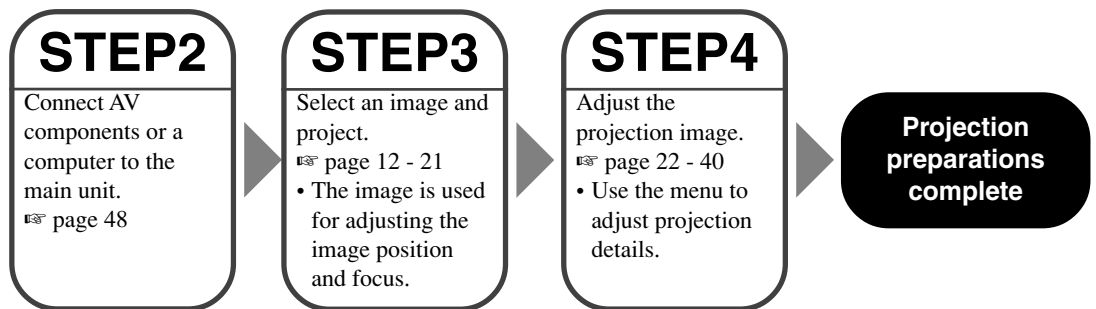 STEP2
Connect AV
components or a
computer to the
main unit.
☞ page 48
STEP3
Select an image and
project.
☞ page 12 - 21
• The image is used
for adjusting the
image position
and focus.
STEP4
Adjust the
projection image.
☞ page 22 - 40
• Use the menu to
adjust projection
details.
Projection
preparations
complete